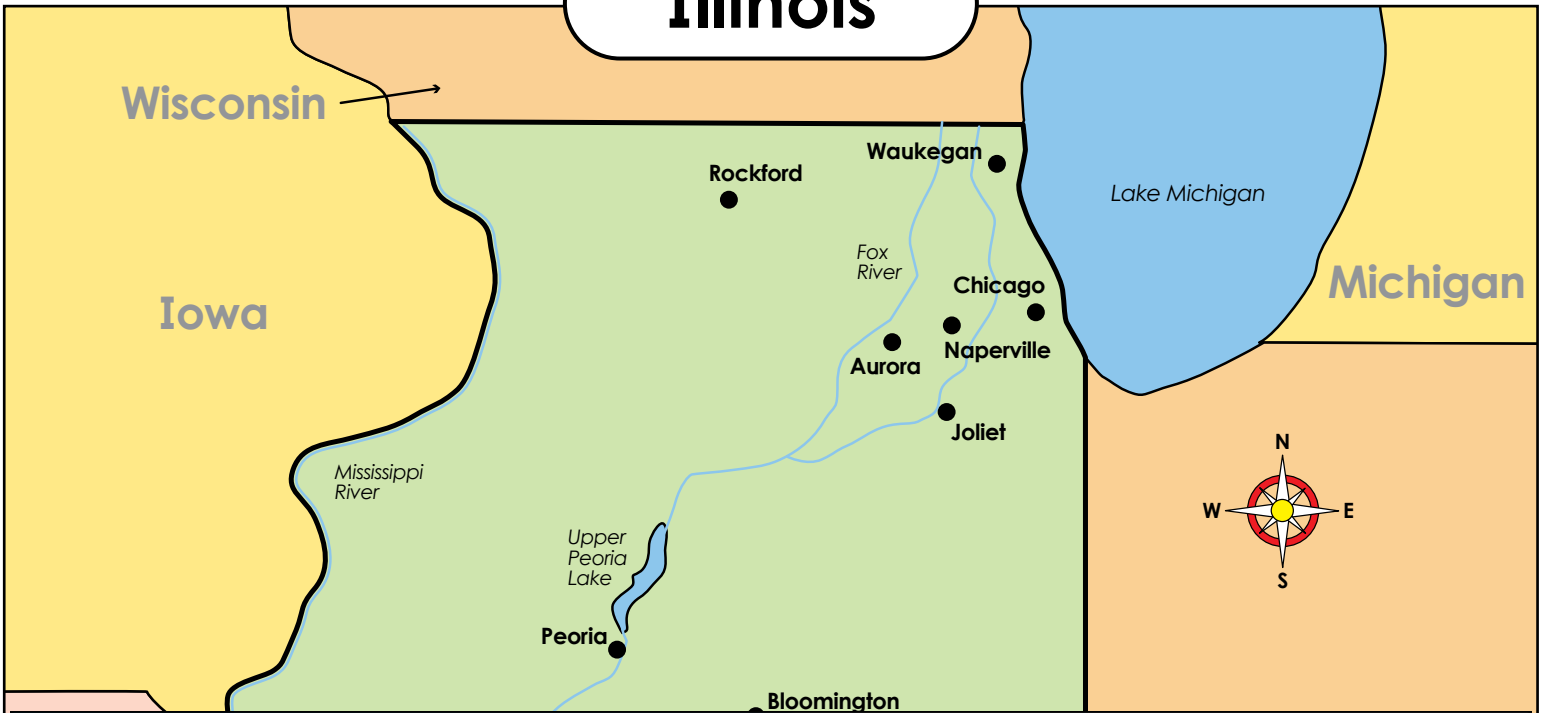 Illinois
Wisconsin
Waukegan
Rockford
Lake Michigan
Fox
River
Michigan
Chicago
Iowa
Naperville
Aurora
Joliet
N
Mississippi
River
W
E
Upper
Peoria
Lake
S
Peoria
Bloomington